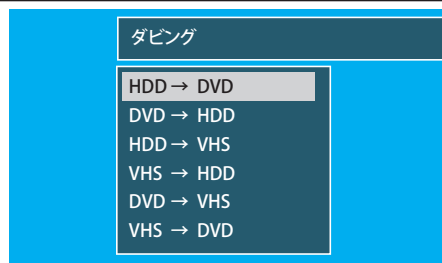 ダビング
HDD → DVD
DVD → HDD
HDD → VHS
VHS → HDD
DVD → VHS
VHS → DVD